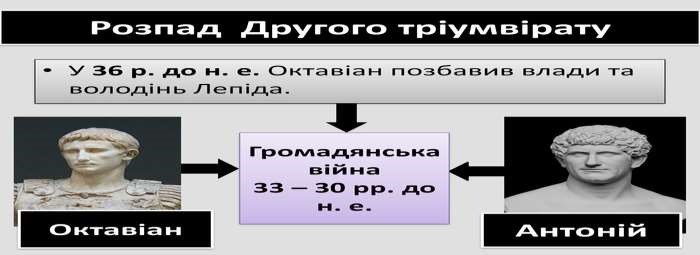 Розпад Другого тріумвірату
• У 36 р. до н. е. Октавіан позбавив влади та
володінь Лепіда.
Громадянська
війна
33 – 30 рр. до
н. е.
Октавіан
Антоній